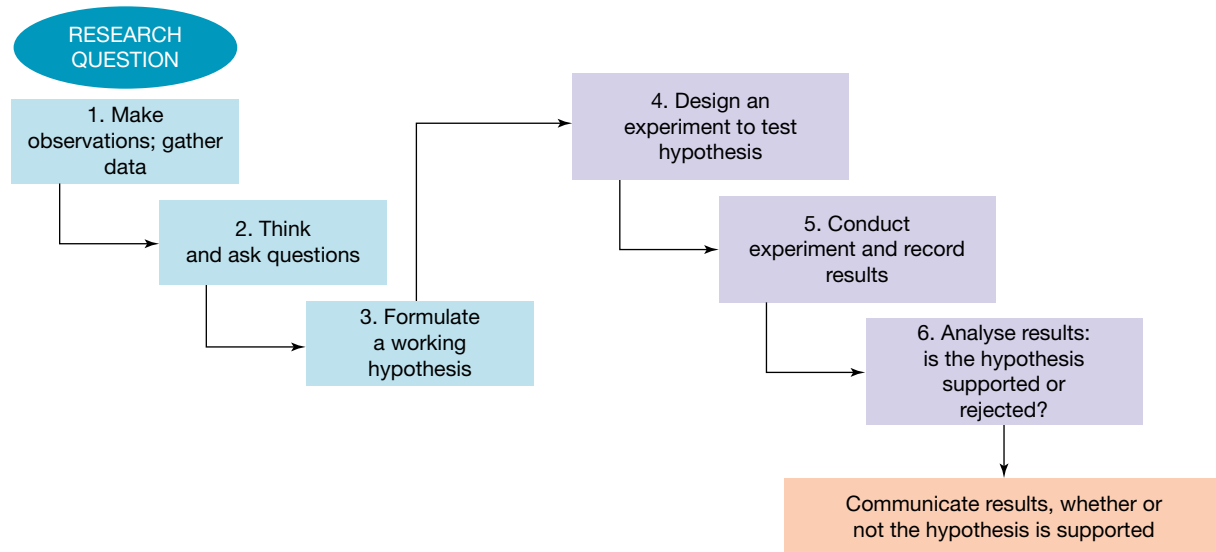 RESEARCH
QUESTION
1. Make
observations; gather
data
2. Think
and ask questions
3. Formulate
a working
hypothesis
4. Design an
experiment to test
hypothesis
5. Conduct
experiment and record
results
6. Analyse results:
is the hypothesis
supported or
rejected?
Communicate results, whether or
not the hypothesis is supported